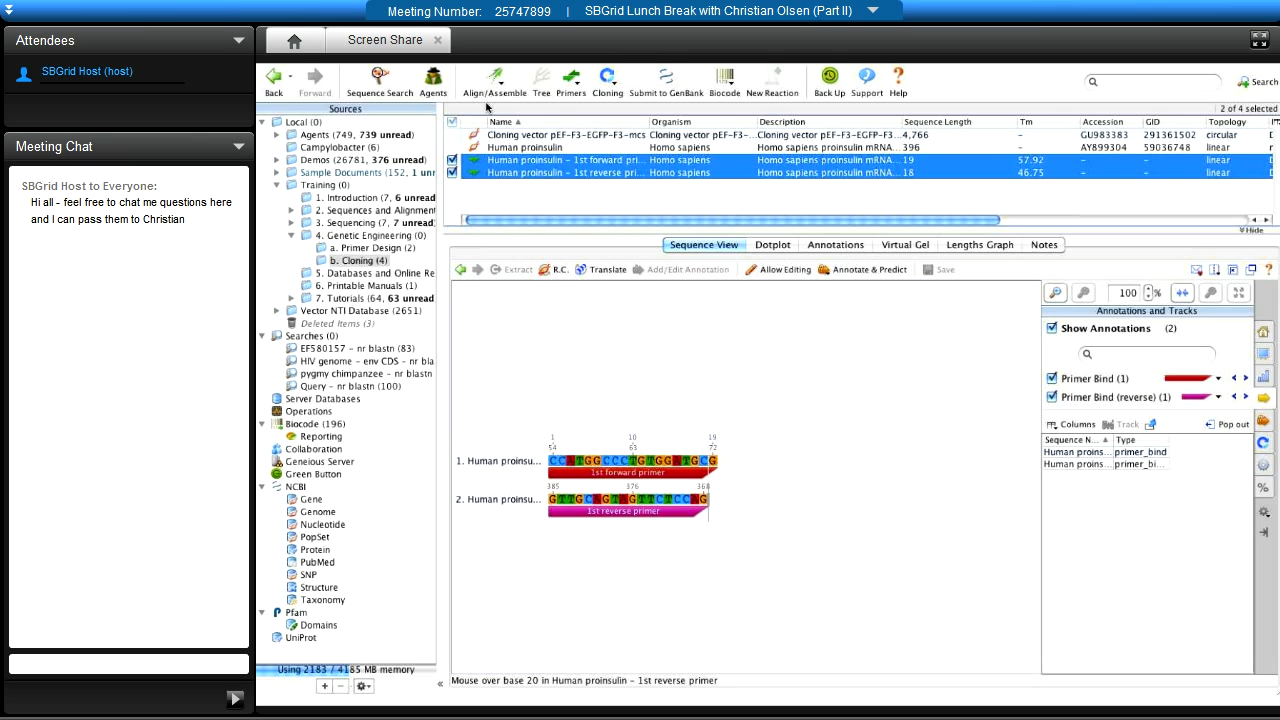 Meeting Number: 25747899 | SBGrid Lunch Break with Christian Olsen (Part II)
Attendees
SBGrid Host (host)
Meeting Chat
SBGrid Host to Everyone:
Hi all - feel free to chat me questions here
and I can pass them to Christian
Screen Share
Back
Forward
Sequence Search
Agents
Align/Assemble
Tree
Primers
Cloning
Submit to GenBank
Biocode
New Reaction
Back Up
Support
Help
Search
Sources
2 of 4 selected
Local (0)
Agents (749, 739 unread)
Campylobacter (6)
Demos (26781, 376 unread)
Sample Documents (152, 1 unr
Training (0)
1. Introduction (7, 6 unread
2. Sequences and Alignment
3. Sequencing (7, 7 unread)
4. Genetic Engineering (0)
a. Primer Design (2)
b. Cloning (4)
5. Databases and Online Re
6. Printable Manuals (1)
7. Tutorials (64, 63 unread
Vector NTI Database (2651)
Deleted Items (3)
Searches (0)
EF580157 - nr blastn (83)
HIV genome - env CDS - nr bla
pygmy chimpanzee - nr blastn
Query - nr blastn (100)
Server Databases
Operations
Biocode (196)
Reporting
Collaboration
Geneious Server
Green Button
NCBI
Gene
Genome
Nucleotide
PopSet
Protein
PubMed
SNP
Structure
Taxonomy
Pfam
Domains
UniProt
Using 2183 / 4185 MB memory
Name Organism Description Sequence Length Tm Accession GID Topology
Cloning vector pEF-F3-EGFP-F3-mcs Cloning vector pEF-F3-... Cloning vector pEF-F3-EGFP-F3... 4,766 - GU983383 291361502 circular
Human proinsulin Homo sapiens Homo sapiens proinsulin mRNA... 396 - AY899304 59036748 linear
Human proinsulin - 1st forward pri... Homo sapiens Homo sapiens proinsulin mRNA... 19 57.92 - - linear
Human proinsulin - 1st reverse pri... Homo sapiens Homo sapiens proinsulin mRNA... 18 46.75 - - linear
Hide
Sequence View
Dotplot
Annotations
Virtual Gel
Lengths Graph
Notes
Extract
R.C.
Translate
Add/Edit Annotation
Allow Editing
Annotate & Predict
Save
100 %
Annotations and Tracks
Show Annotations (2)
Primer Bind (1)
Primer Bind (reverse) (1)
Columns
Track
Pop out
Sequence N... Type
Human proins... primer_bind
Human proins... primer_bi...
1 10 19
54 63 72
1. Human proinsu... CCATGGCCCTGTGGATGCG
1st forward primer
385 376 368
2. Human proinsu... GTTGCAGTAGTTCTCCAG
1st reverse primer
Mouse over base 20 in Human proinsulin - 1st reverse primer